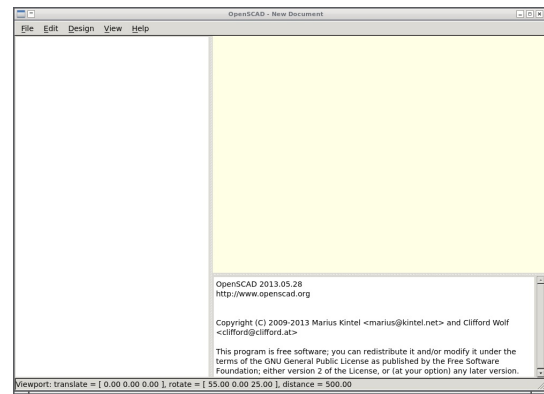 OpenSCAD - New Document
File Edit Design View Help
OpenSCAD 2013.05.28
http://www.openscad.org
Copyright (C) 2009-2013 Marius Kintel <marius@kintel.net> and Clifford Wolf
<clifford@clifford.at>
This program is free software; you can redistribute it and/or modify it under the
terms of the GNU General Public License as published by the Free Software
Foundation; either version 2 of the License, or (at your option) any later version.
Viewport: translate = [ 0.00 0.00 0.00 ], rotate = [ 55.00 0.00 25.00 ], distance = 500.00